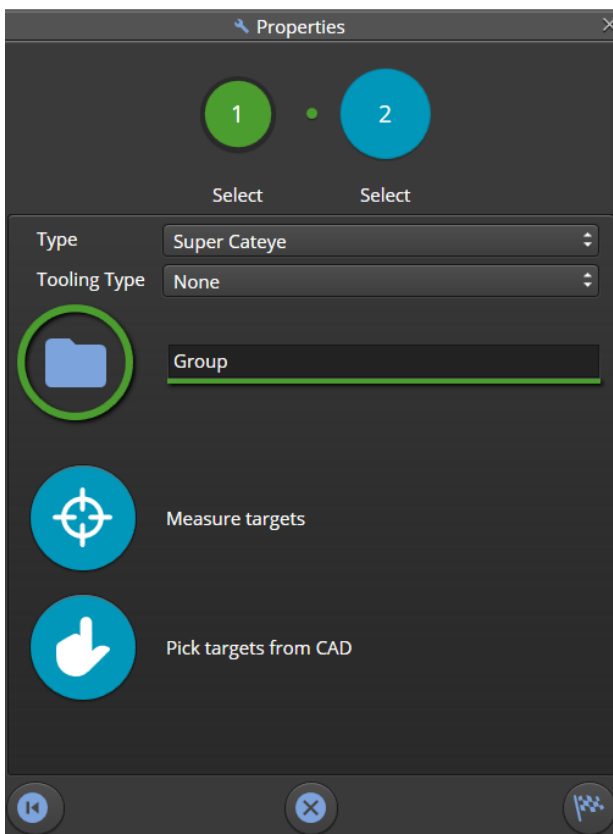 Properties
1 2
Select Select
Type Super Cateye
Tooling Type None
Group
Measure targets
Pick targets from CAD